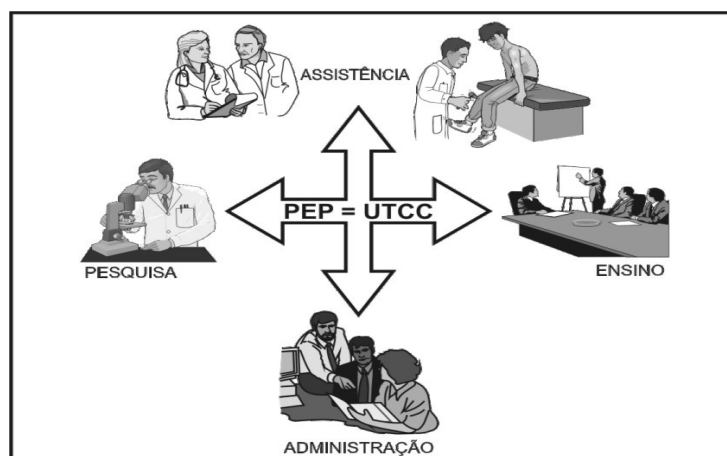 ASSISTÊNCIA
PEP = UTCC
PESQUISA
ENSINO
ADMINISTRAÇÃO